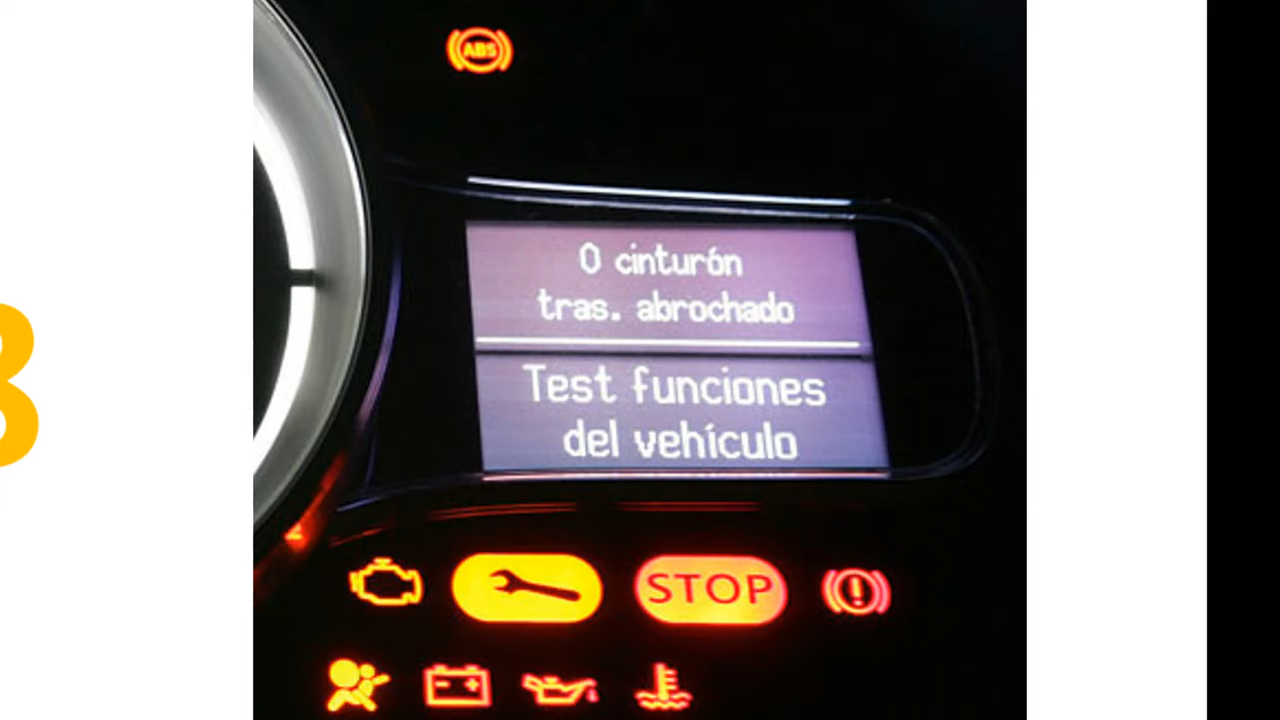 ABS
0 cinturón
tras. abrochado
Test funciones
del vehículo
STOP